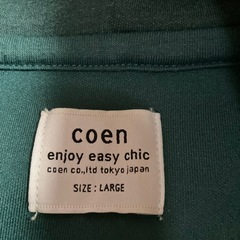 coen
enjoy easy chic
coen co.,ltd tokyo japan
SIZE : LARGE